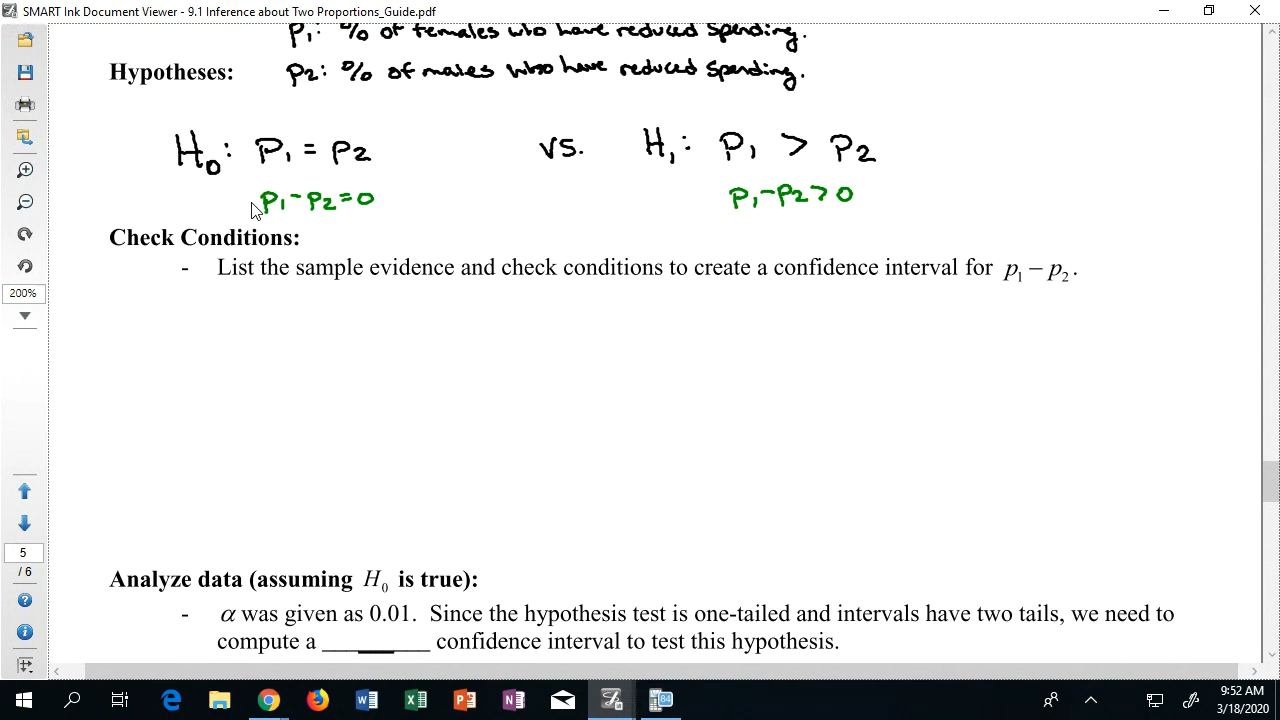 SMART Ink Document Viewer - 9.1 Inference about Two Proportions_Guide.pdf
p₁: % of females who have reduced spending.
Hypotheses: p₂: % of males who have reduced spending.
H₀: p₁ = p₂ vs. H₁: p₁ > p₂
p₁-p₂=0 p₁-p₂>0
Check Conditions:
- List the sample evidence and check conditions to create a confidence interval for p₁ − p₂.
200%
5
/ 6
Analyze data (assuming H₀ is true):
- α was given as 0.01. Since the hypothesis test is one-tailed and intervals have two tails, we need to
compute a _________ confidence interval to test this hypothesis.
9:52 AM
3/18/2020